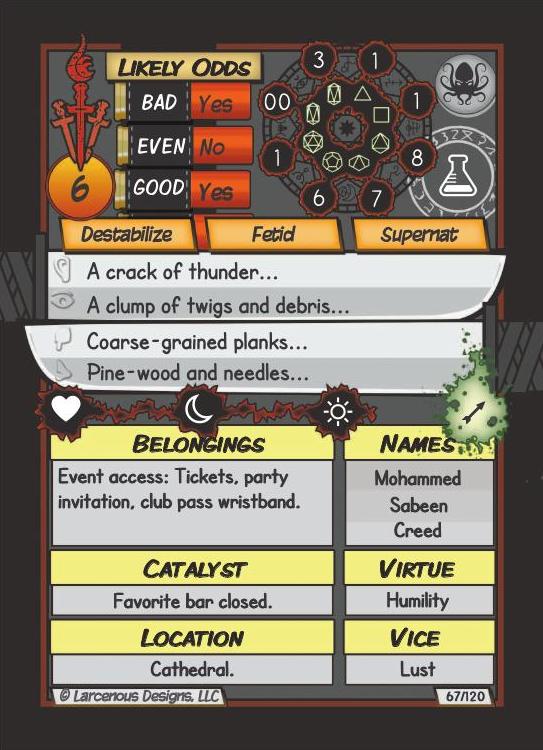 Likely Odds
Bad Yes
Even No
Good Yes
6
3 1
00 1
1 8
6 7
Destabilize Fetid Supernat
A crack of thunder...
A clump of twigs and debris...
Coarse-grained planks...
Pine-wood and needles...
Belongings
Event access: Tickets, party
invitation, club pass wristband.
Names
Mohammed
Sabeen
Creed
Catalyst
Favorite bar closed.
Virtue
Humility
Location
Cathedral.
Vice
Lust
© Larcenous Designs, LLC
67/120